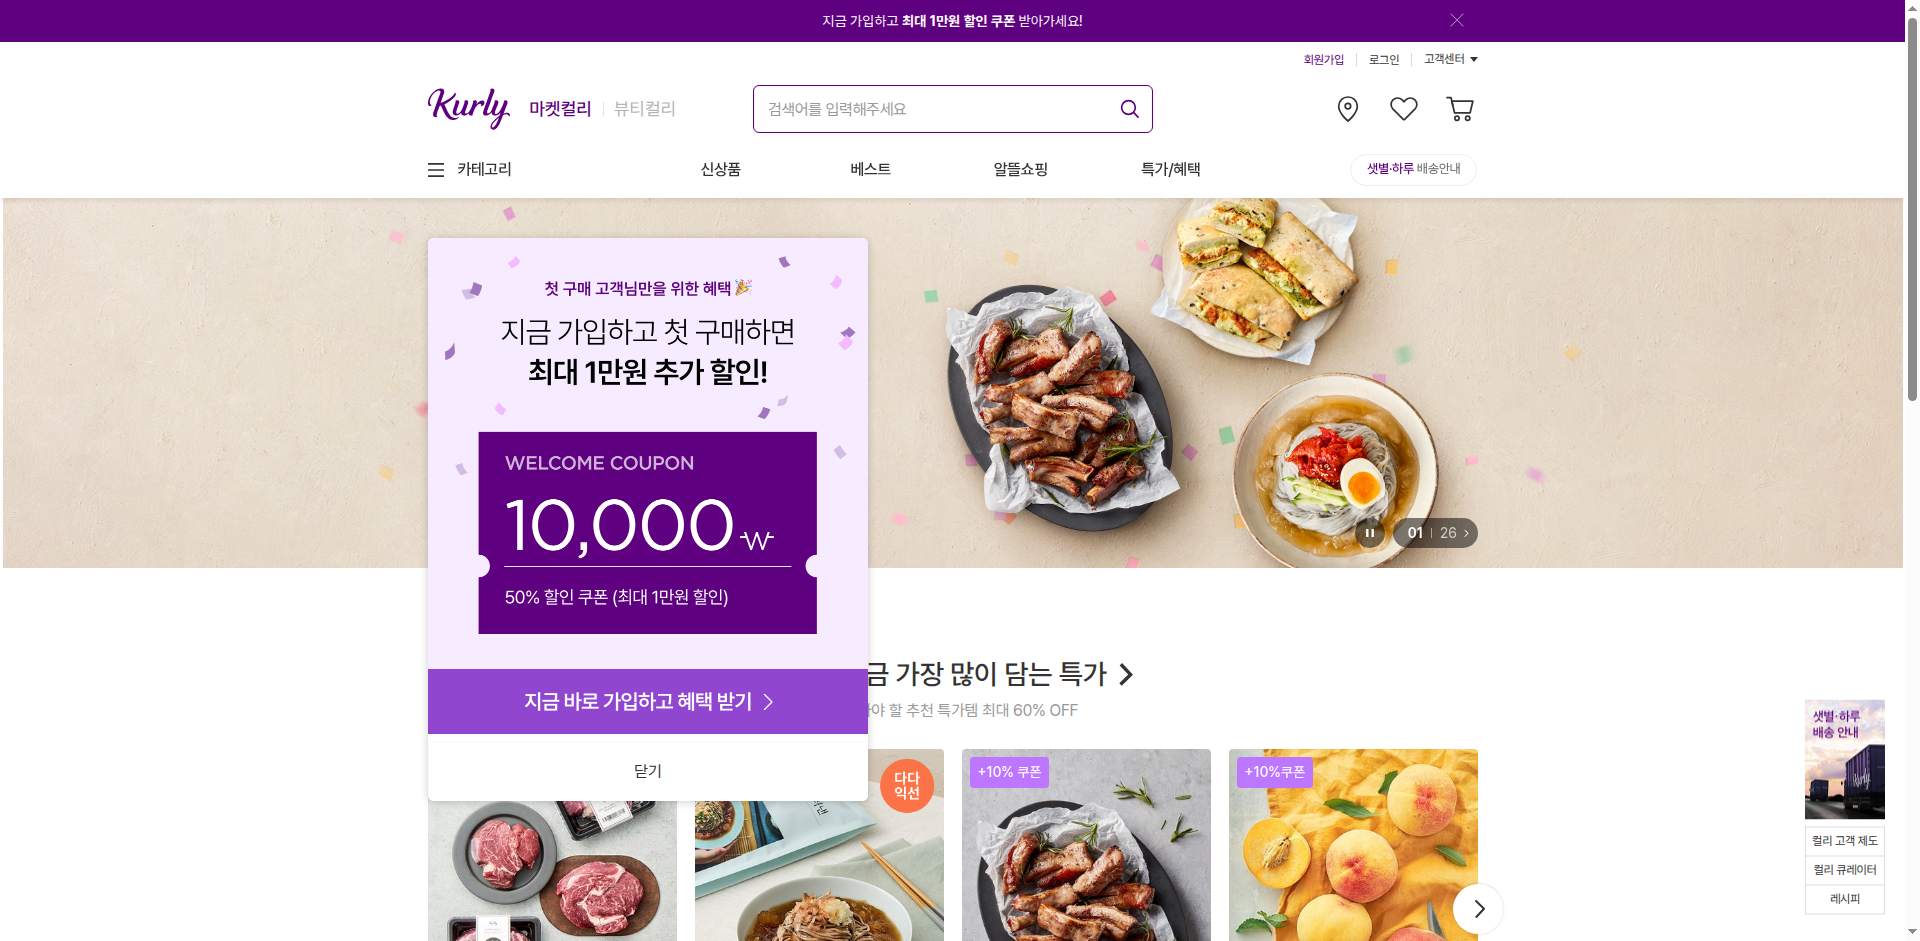 지금 가입하고 최대 1만원 할인 쿠폰 받아가세요!
회원가입
로그인
고객센터
Kurly
마켓컬리
뷰티컬리
검색어를 입력해주세요
카테고리
신상품
베스트
알뜰쇼핑
특가/혜택
샛별·하루 배송안내
첫 구매 고객님만을 위한 혜택
지금 가입하고 첫 구매하면
최대 1만원 추가 할인!
WELCOME COUPON
10,000₩
50% 할인 쿠폰 (최대 1만원 할인)
지금 바로 가입하고 혜택 받기
닫기
01
26
금 가장 많이 담는 특가
야 할 추천 특가템 최대 60% OFF
다다
익선
+10% 쿠폰
+10%쿠폰
샛별·하루
배송 안내
Kurly
컬리 고객 제도
컬리 큐레이터
레시피